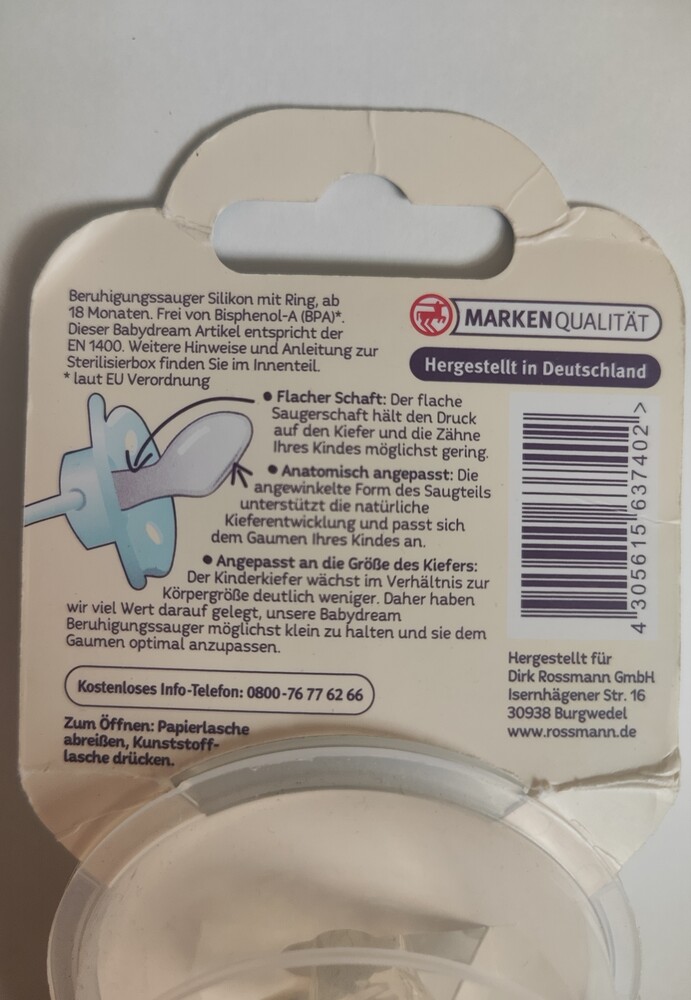 Beruhigungssauger Silikon mit Ring, ab
18 Monaten. Frei von Bisphenol-A (BPA)*.
Dieser Babydream Artikel entspricht der
EN 1400. Weitere Hinweise und Anleitung zur
Sterilisierbox finden Sie im Innenteil.
* laut EU Verordnung
MARKENQUALITÄT
Hergestellt in Deutschland
• Flacher Schaft: Der flache
Saugerschaft hält den Druck
auf den Kiefer und die Zähne
Ihres Kindes möglichst gering.
• Anatomisch angepasst: Die
angewinkelte Form des Saugteils
unterstützt die natürliche
Kieferentwicklung und passt sich
dem Gaumen Ihres Kindes an.
• Angepasst an die Größe des Kiefers:
Der Kinderkiefer wächst im Verhältnis zur
Körpergröße deutlich weniger. Daher haben
wir viel Wert darauf gelegt, unsere Babydream
Beruhigungssauger möglichst klein zu halten und sie dem
Gaumen optimal anzupassen.
4 305615 637402 >
Kostenloses Info-Telefon: 0800-76 77 62 66
Zum Öffnen: Papierlasche
abreißen, Kunststoff-
lasche drücken.
Hergestellt für
Dirk Rossmann GmbH
Isernhägener Str. 16
30938 Burgwedel
www.rossmann.de